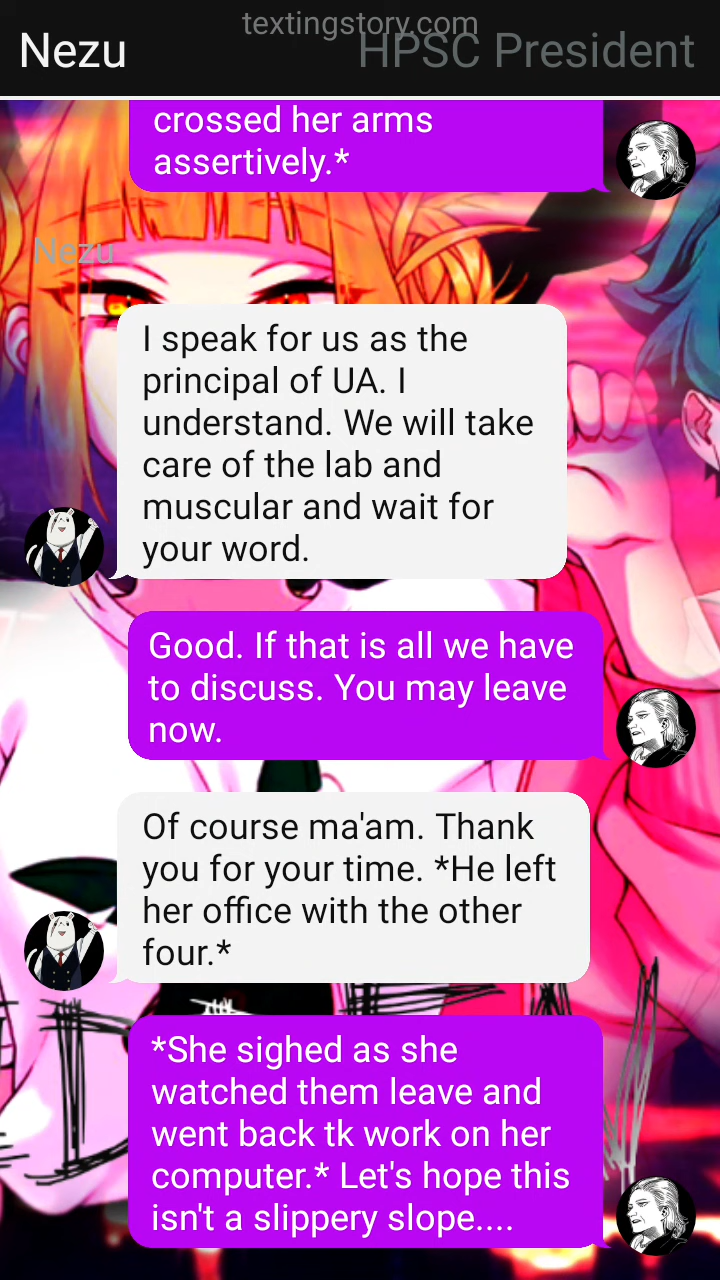 textingstory.com
Nezu
HPSC President
crossed her arms
assertively.*
Nezu
I speak for us as the
principal of UA. I
understand. We will take
care of the lab and
muscular and wait for
your word.
Good. If that is all we have
to discuss. You may leave
now.
Of course ma'am. Thank
you for your time. *He left
her office with the other
four.*
*She sighed as she
watched them leave and
went back tk work on her
computer.* Let's hope this
isn't a slippery slope....